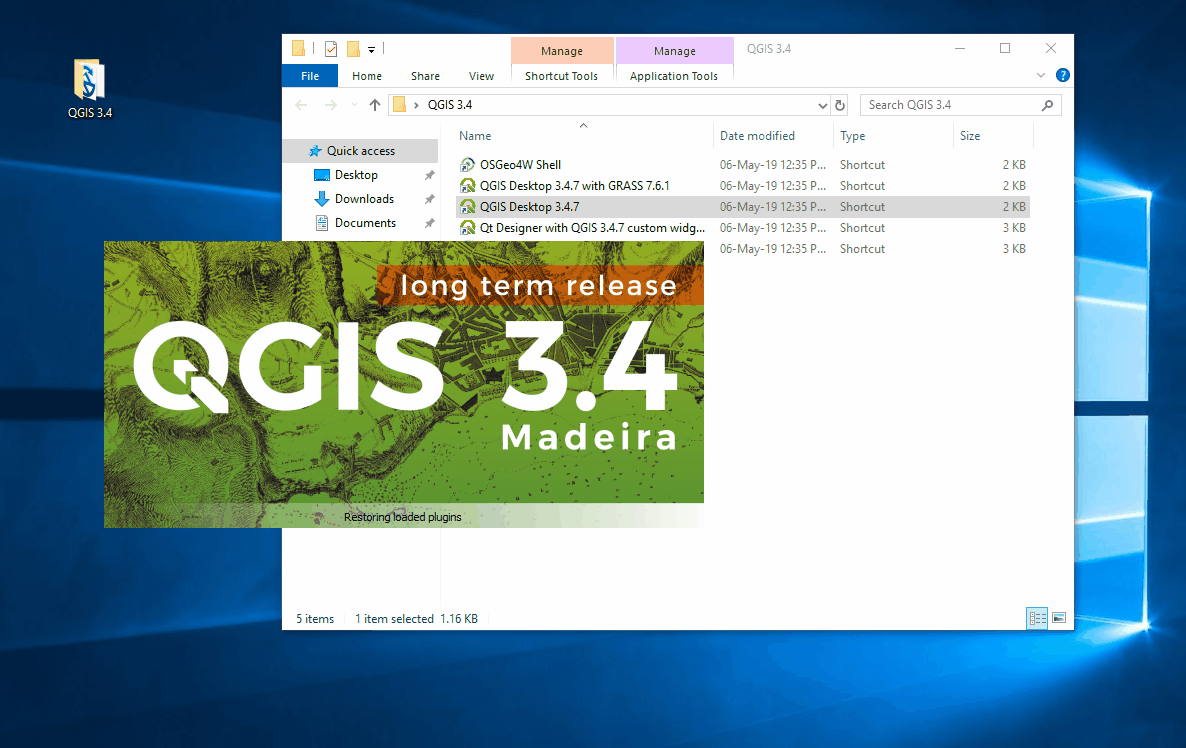 QGIS 3.4
Manage
Manage
QGIS 3.4
File
Home
Share
View
Shortcut Tools
Application Tools
QGIS 3.4
Search QGIS 3.4
Name
Date modified
Type
Size
Quick access
Desktop
Downloads
Documents
OSGeo4W Shell 06-May-19 12:35 P... Shortcut 2 KB
QGIS Desktop 3.4.7 with GRASS 7.6.1 06-May-19 12:35 P... Shortcut 2 KB
QGIS Desktop 3.4.7 06-May-19 12:35 P... Shortcut 2 KB
Qt Designer with QGIS 3.4.7 custom widg... 06-May-19 12:35 P... Shortcut 3 KB
06-May-19 12:35 P... Shortcut 3 KB
long term release
QGIS 3.4
Madeira
Restoring loaded plugins
5 items
1 item selected 1.16 KB